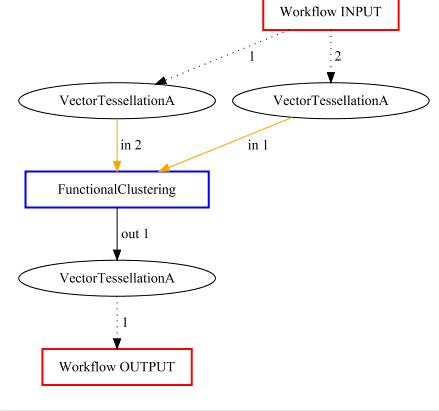 Workflow INPUT
1
2
VectorTessellationA
VectorTessellationA
in 2
in 1
FunctionalClustering
out 1
VectorTessellationA
1
Workflow OUTPUT